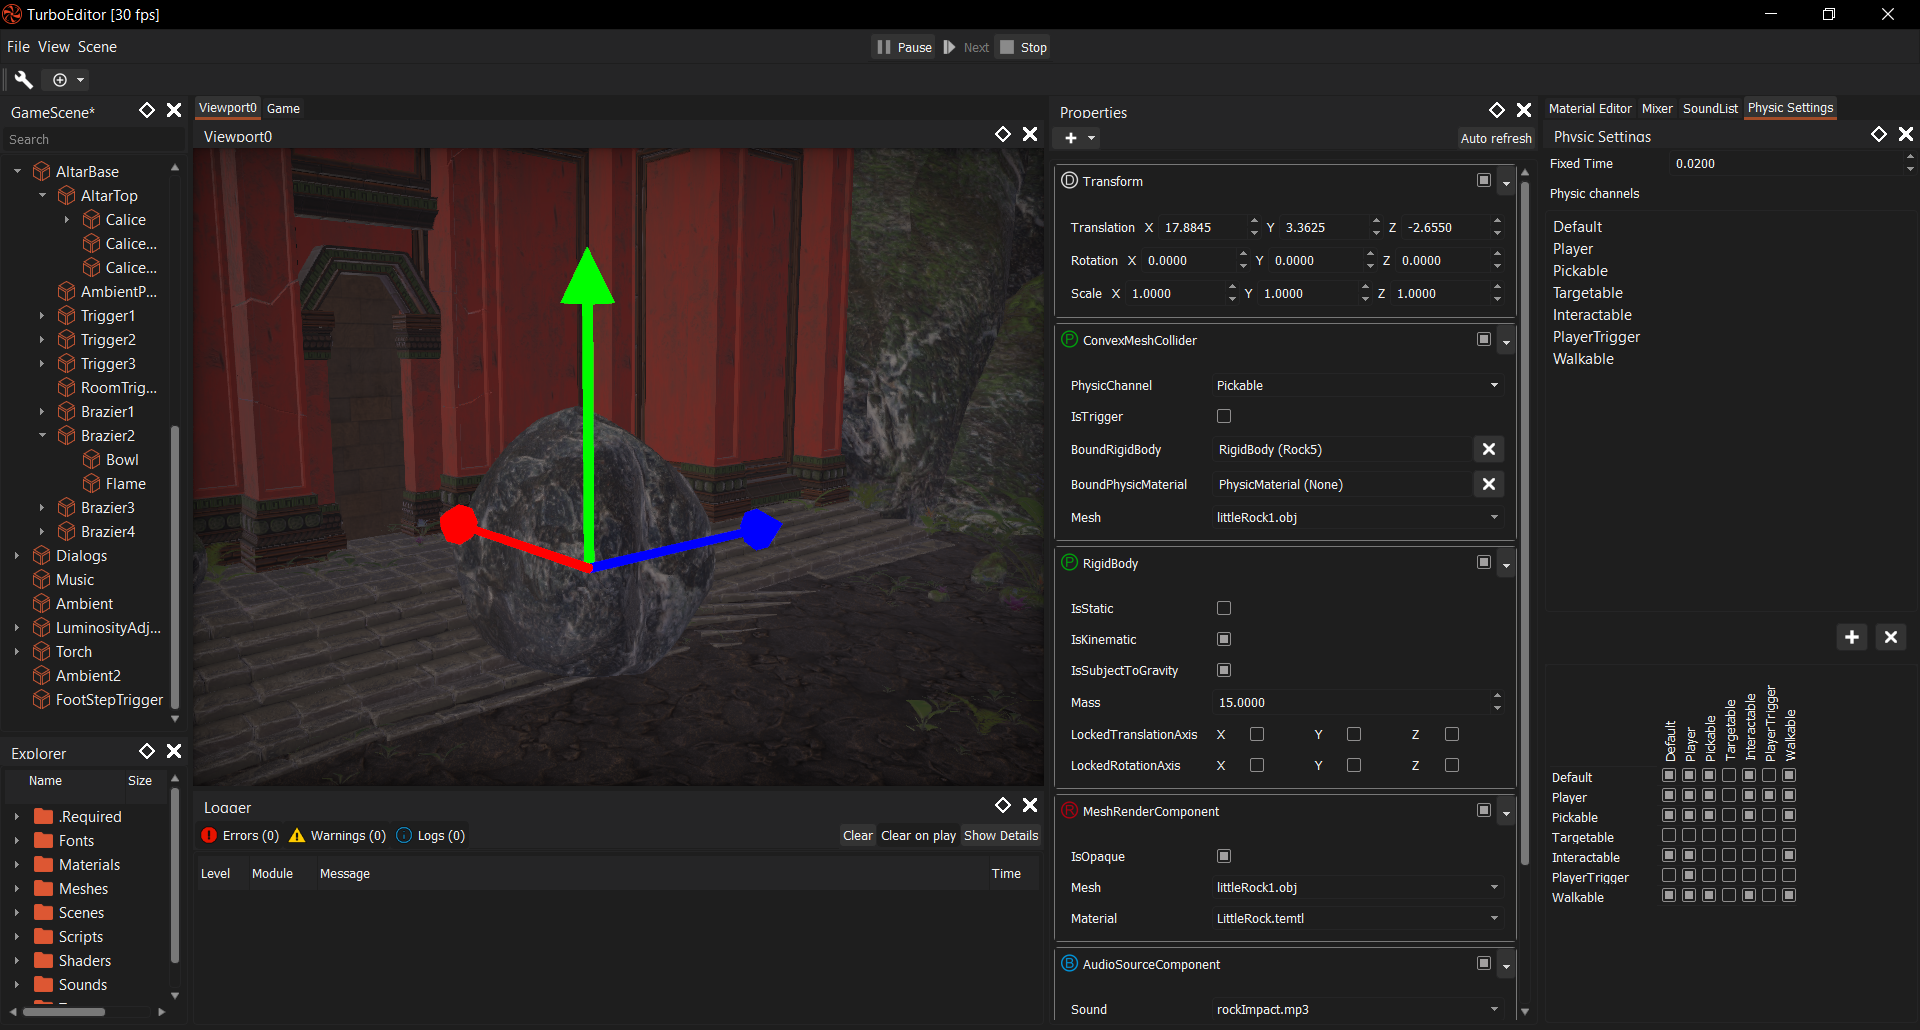 TurboEditor [30 fps]
File View Scene
Pause Next Stop
GameScene*
Search
AltarBase
AltarTop
Calice
Calice...
Calice...
AmbientP...
Trigger1
Trigger2
Trigger3
RoomTrig...
Brazier1
Brazier2
Bowl
Flame
Brazier3
Brazier4
Dialogs
Music
Ambient
LuminosityAdj...
Torch
Ambient2
FootStepTrigger
Explorer
Name Size
.Required
Fonts
Materials
Meshes
Scenes
Scripts
Shaders
Sounds
Viewport0 Game
Viewport0
Logger
Errors (0) Warnings (0) Logs (0) Clear Clear on play Show Details
Level Module Message Time
Properties
Auto refresh
D Transform
Translation X 17.8845 Y 3.3625 Z -2.6550
Rotation X 0.0000 Y 0.0000 Z 0.0000
Scale X 1.0000 Y 1.0000 Z 1.0000
P ConvexMeshCollider
PhysicChannel Pickable
IsTrigger
BoundRigidBody RigidBody (Rock5)
BoundPhysicMaterial PhysicMaterial (None)
Mesh littleRock1.obj
P RigidBody
IsStatic
IsKinematic
IsSubjectToGravity
Mass 15.0000
LockedTranslationAxis X Y Z
LockedRotationAxis X Y Z
R MeshRenderComponent
IsOpaque
Mesh littleRock1.obj
Material LittleRock.temtl
B AudioSourceComponent
Sound rockImpact.mp3
Material Editor Mixer SoundList Physic Settings
Physic Settings
Fixed Time 0.0200
Physic channels
Default
Player
Pickable
Targetable
Interactable
PlayerTrigger
Walkable
Default Player Pickable Targetable Interactable PlayerTrigger Walkable
Default
Player
Pickable
Targetable
Interactable
PlayerTrigger
Walkable